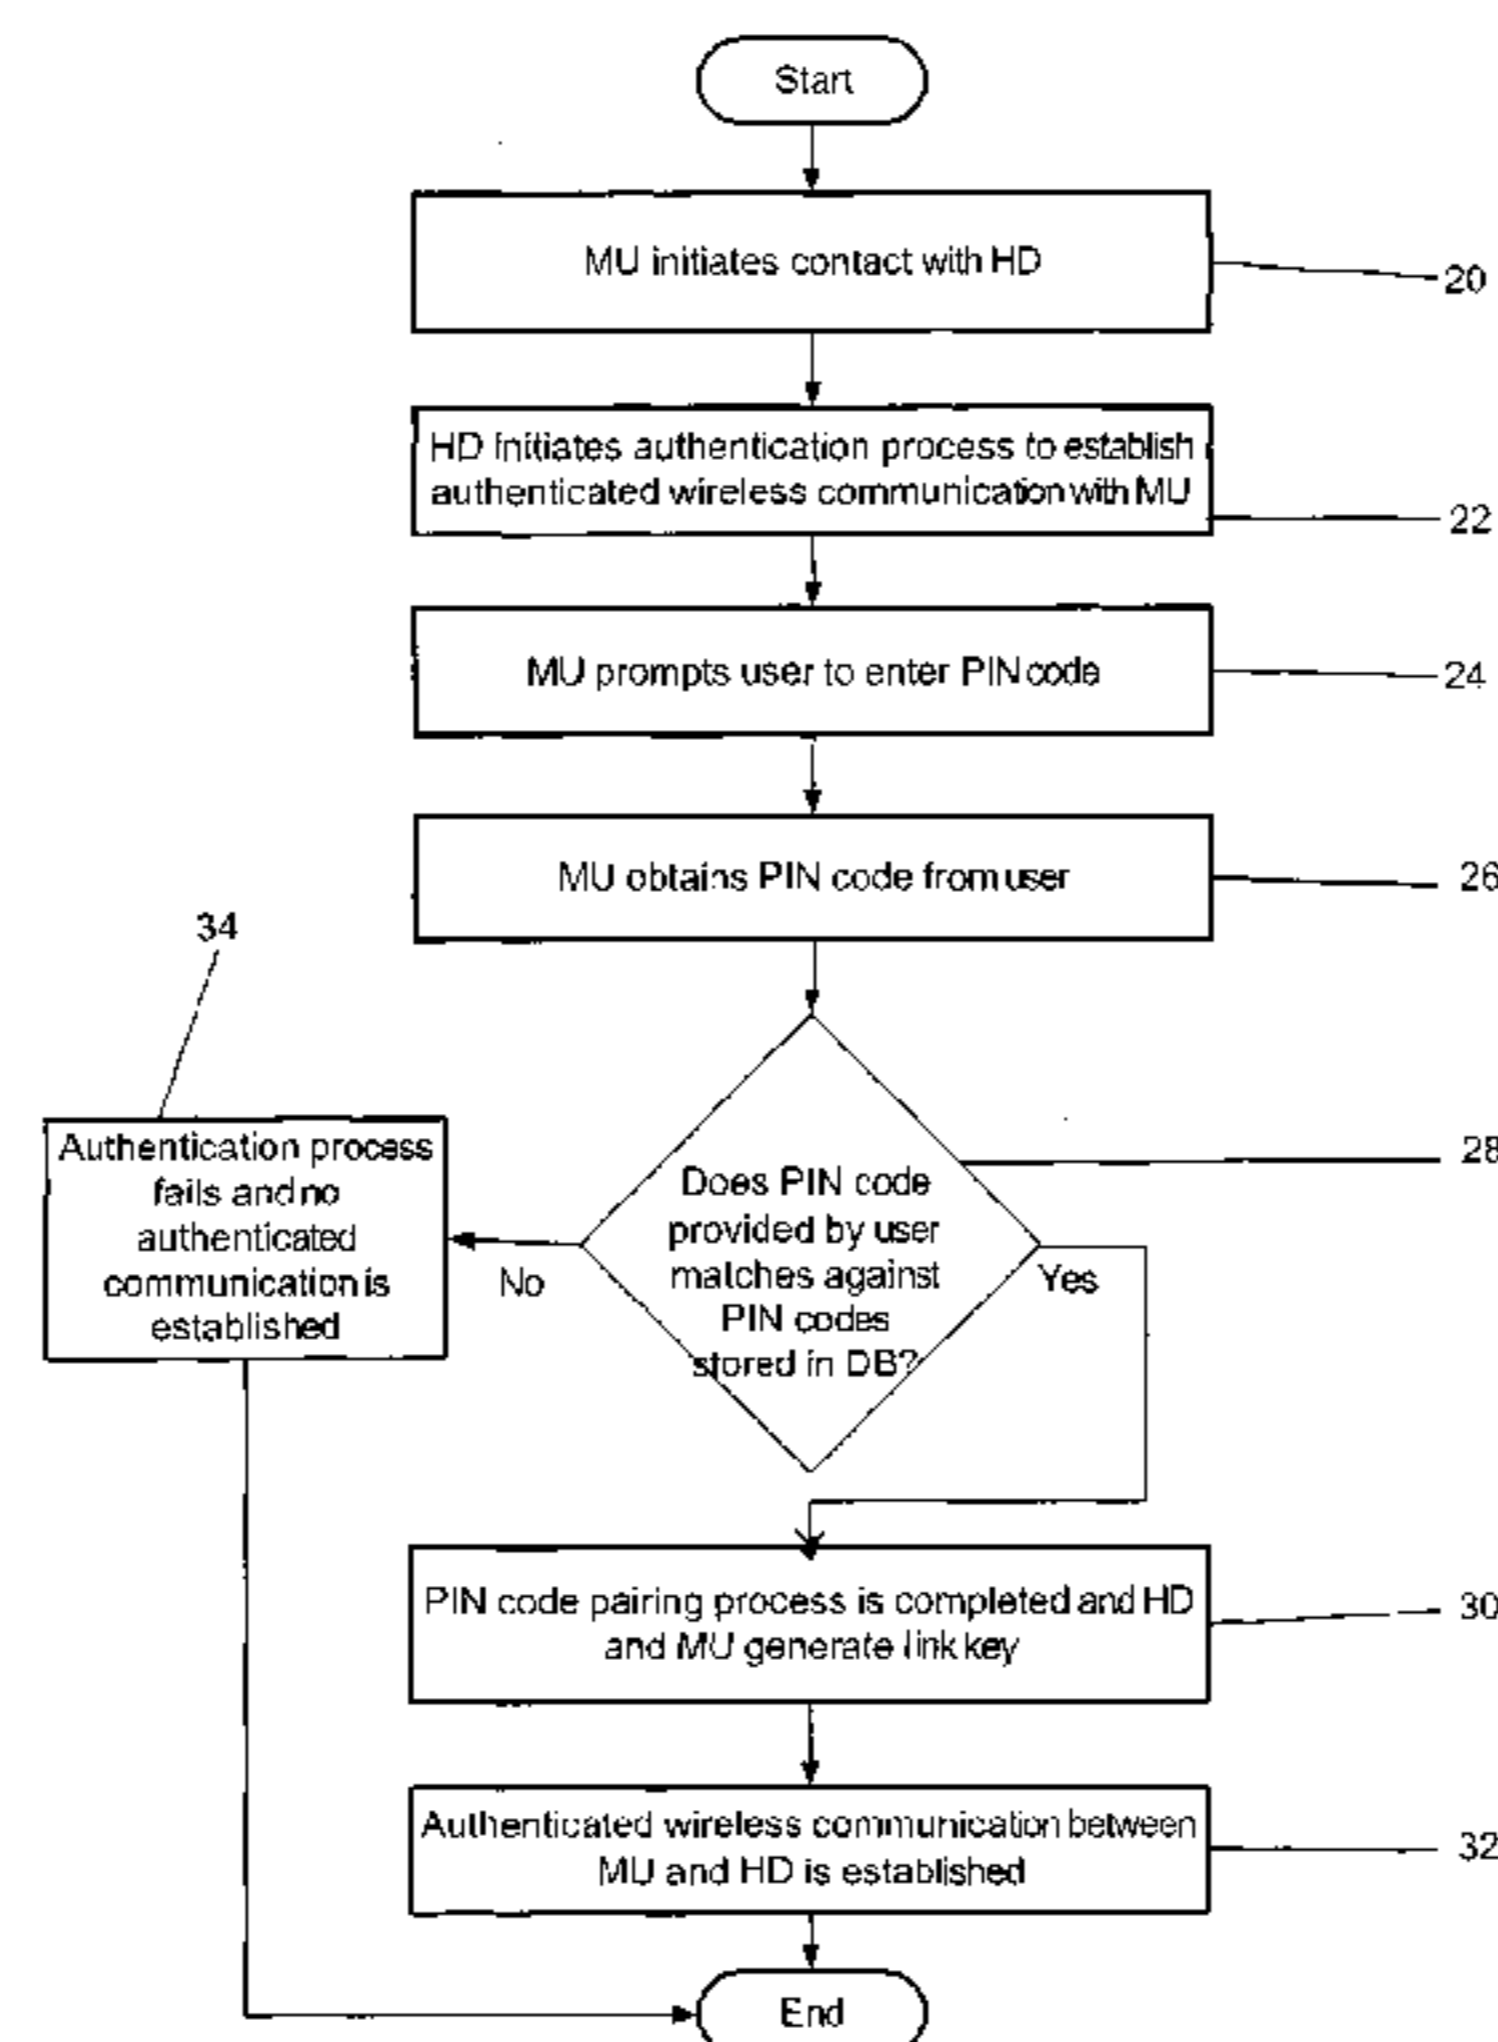 Start
MU initiates contact with HD
20
HD initiates authentication process to establish
authenticated wireless communication with MU
22
MU prompts user to enter PIN code
24
MU obtains PIN code from user
26
34
Authentication process
fails and no
authenticated
communication is
established
No
Does PIN code
provided by user
matches against
PIN codes
stored in DB?
28
Yes
PIN code pairing process is completed and HD
and MU generate link key
30
Authenticated wireless communication between
MU and HD is established
32
End